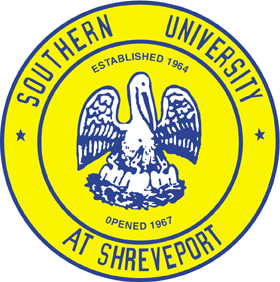 SOUTHERN UNIVERSITY
ESTABLISHED 1964
OPENED 1967
AT SHREVEPORT